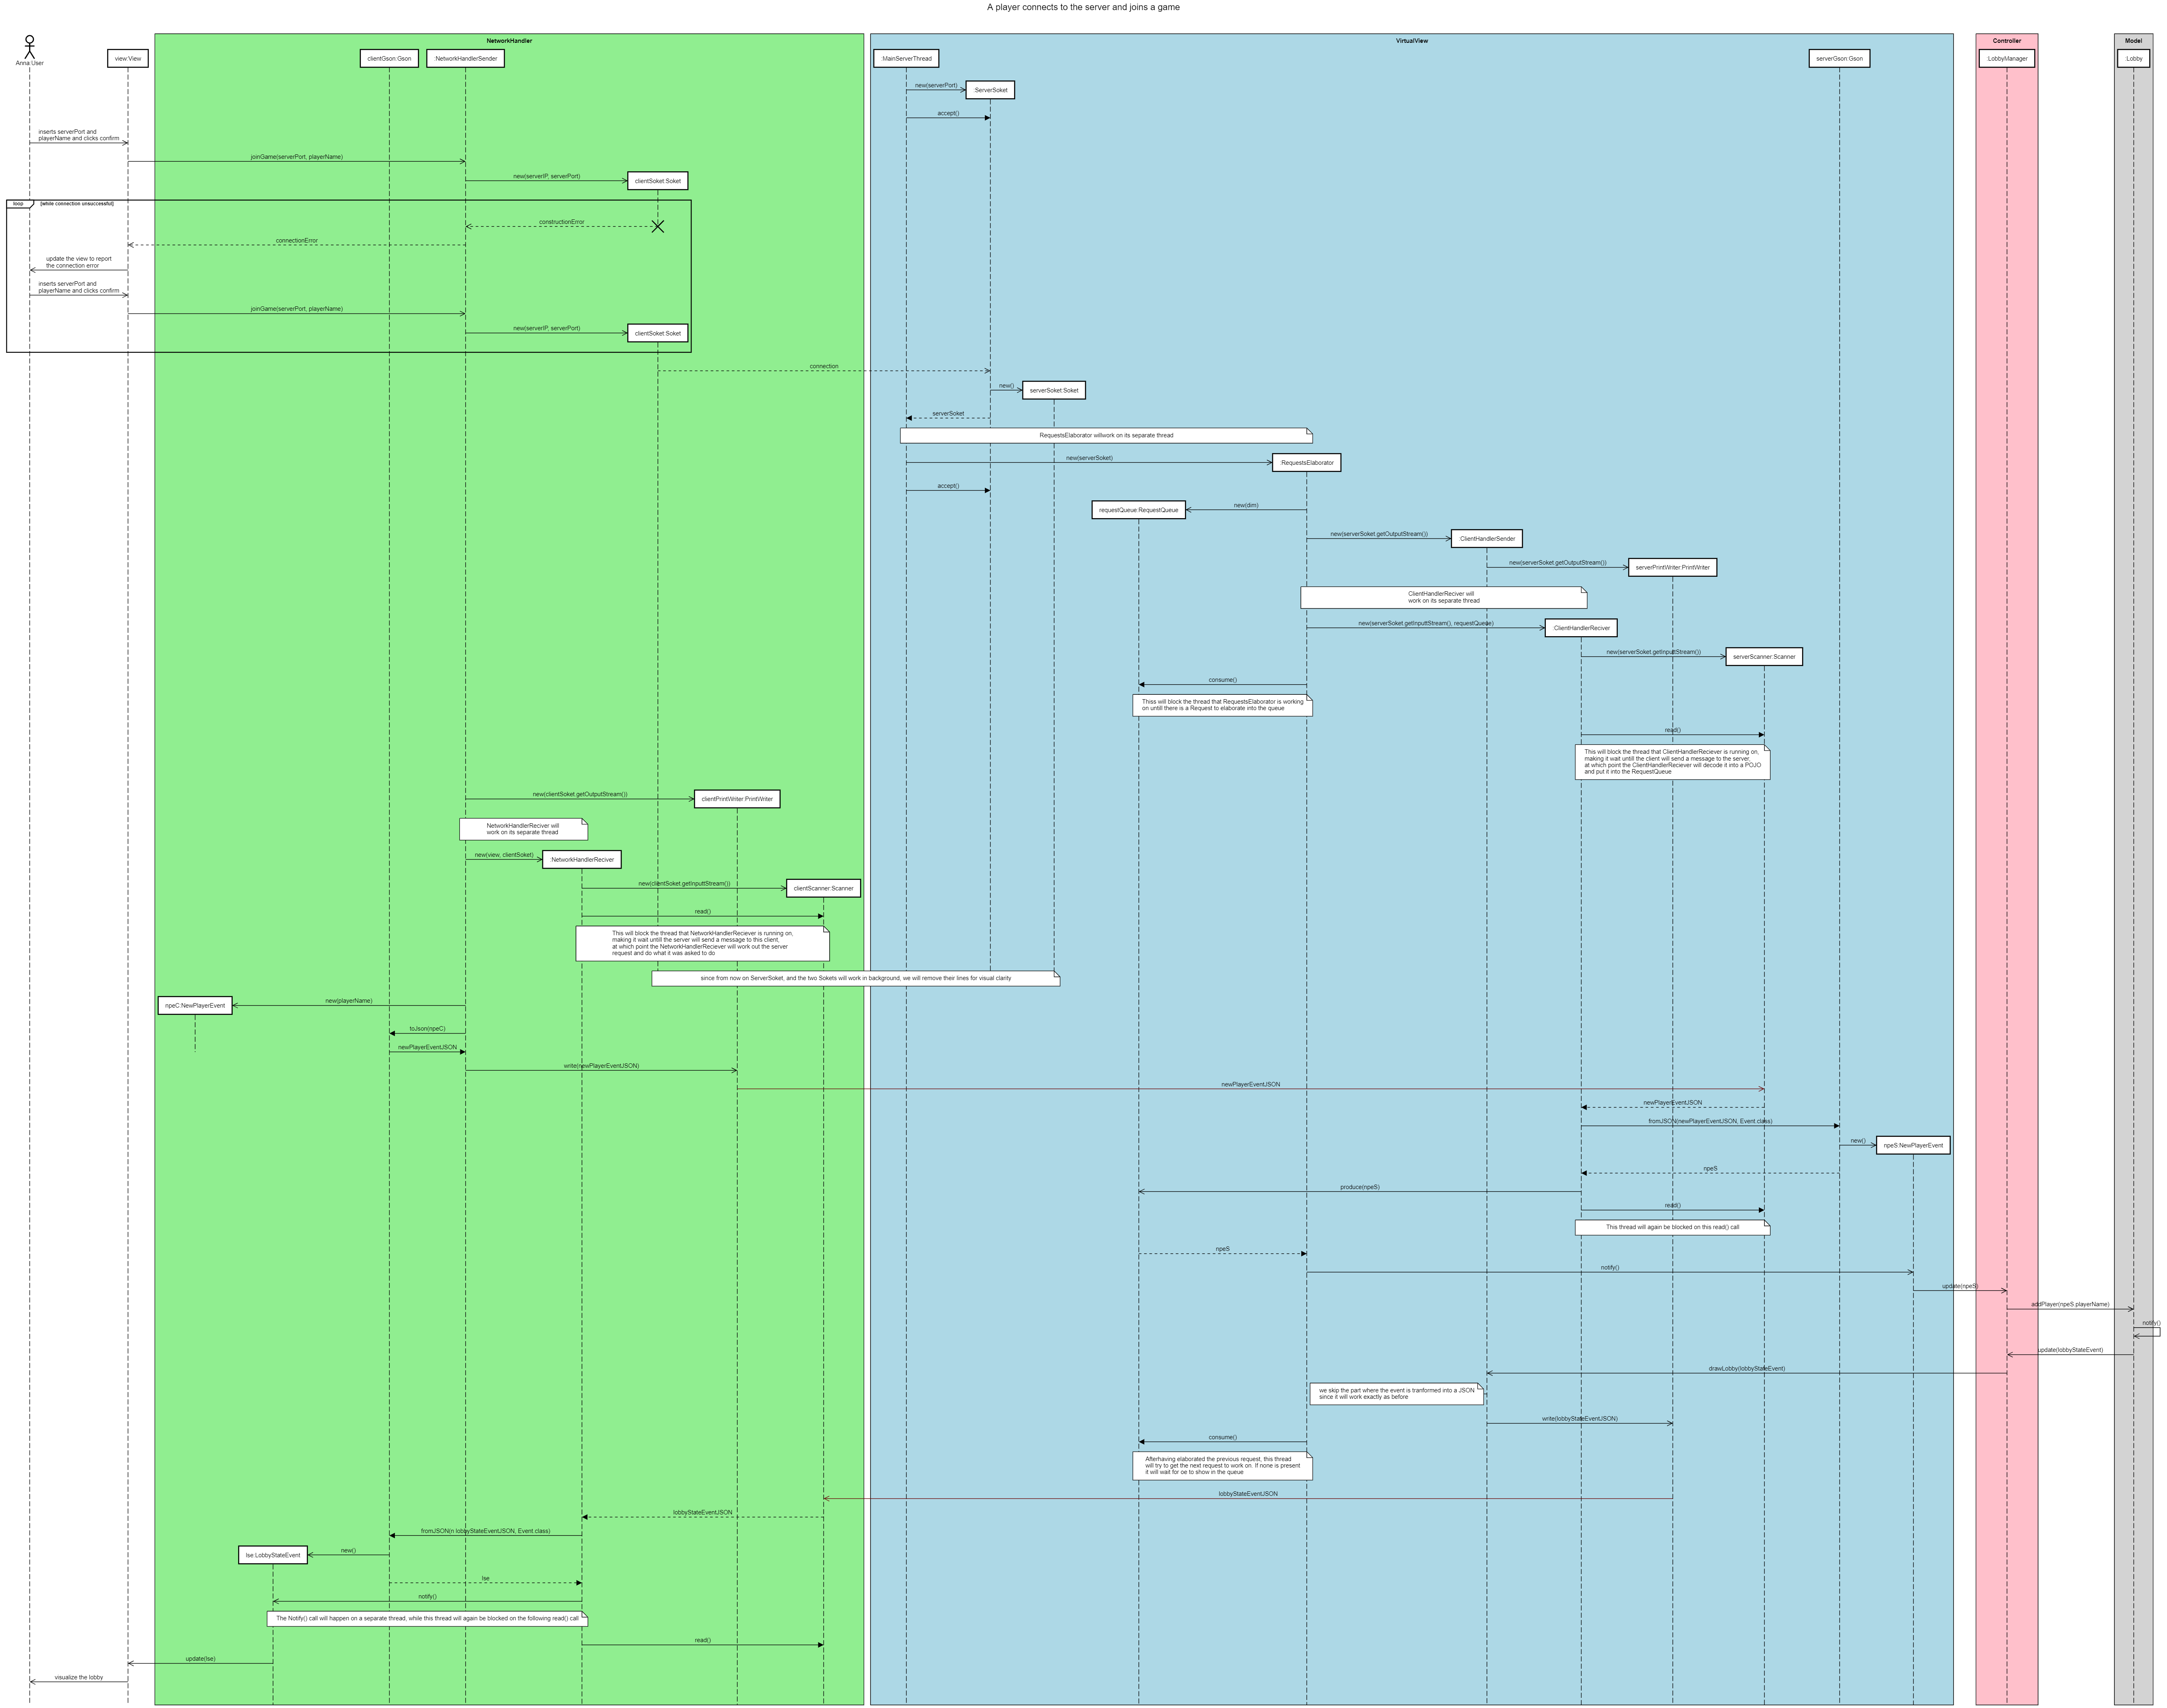 A player connects to the server and joins a game
NetworkHandler
VirtualView
Controller
Model
Anna:User
view:View
clientGson:Gson
:NetworkHandlerSender
:MainServerThread
serverGson:Gson
:LobbyManager
:Lobby
new(serverPort)
:ServerSoket
accept()
inserts serverPort and
playerName and clicks confirm
joinGame(serverPort, playerName)
new(serverIP, serverPort)
clientSoket:Soket
loop
[while connection unsuccessful]
constructionError
connectionError
update the view to report
the connection error
inserts serverPort and
playerName and clicks confirm
joinGame(serverPort, playerName)
new(serverIP, serverPort)
clientSoket:Soket
connection
new()
serverSoket:Soket
serverSoket
RequestsElaborator willwork on its separate thread
new(serverSoket)
:RequestsElaborator
accept()
requestQueue:RequestQueue
new(dim)
new(serverSoket.getOutputStream())
:ClientHandlerSender
new(serverSoket.getOutputStream())
serverPrintWriter:PrintWriter
ClientHandlerReciver will
work on its separate thread
new(serverSoket.getInputtStream(), requestQueue)
:ClientHandlerReciver
new(serverSoket.getInputtStream())
serverScanner:Scanner
consume()
Thiss will block the thread that RequestsElaborator is working
on untill there is a Request to elaborate into the queue
read()
This will block the thread that ClientHandlerReciever is running on,
making it wait untill the client will send a message to the server,
at which point the ClientHandlerReciever will decode it into a POJO
and put it into the RequestQueue
new(clientSoket.getOutputStream())
clientPrintWriter:PrintWriter
NetworkHandlerReciver will
work on its separate thread
new(view, clientSoket)
:NetworkHandlerReciver
new(clientSoket.getInputtStream())
clientScanner:Scanner
read()
This will block the thread that NetworkHandlerReciever is running on,
making it wait untill the server will send a message to this client,
at which point the NetworkHandlerReciever will work out the server
request and do what it was asked to do
since from now on ServerSoket, and the two Sokets will work in background, we will remove their lines for visual clarity
npeC:NewPlayerEvent
new(playerName)
toJson(npeC)
newPlayerEventJSON
write(newPlayerEventJSON)
newPlayerEventJSON
newPlayerEventJSON
fromJSON(newPlayerEventJSON, Event.class)
new()
npeS:NewPlayerEvent
npeS
produce(npeS)
read()
This thread will again be blocked on this read() call
npeS
notify()
update(npeS)
addPlayer(npeS.playerName)
notify()
update(lobbyStateEvent)
drawLobby(lobbyStateEvent)
we skip the part where the event is tranformed into a JSON
since it will work exactly as before
write(lobbyStateEventJSON)
consume()
Afterhaving elaborated the previous request, this thread
will try to get the next request to work on. If none is present
it will wait for oe to show in the queue
lobbyStateEventJSON
lobbyStateEventJSON
fromJSON(n lobbyStateEventJSON, Event.class)
lse:LobbyStateEvent
new()
lse
notify()
The Notify() call will happen on a separate thread, while this thread will again be blocked on the following read() call
read()
update(lse)
visualize the lobby